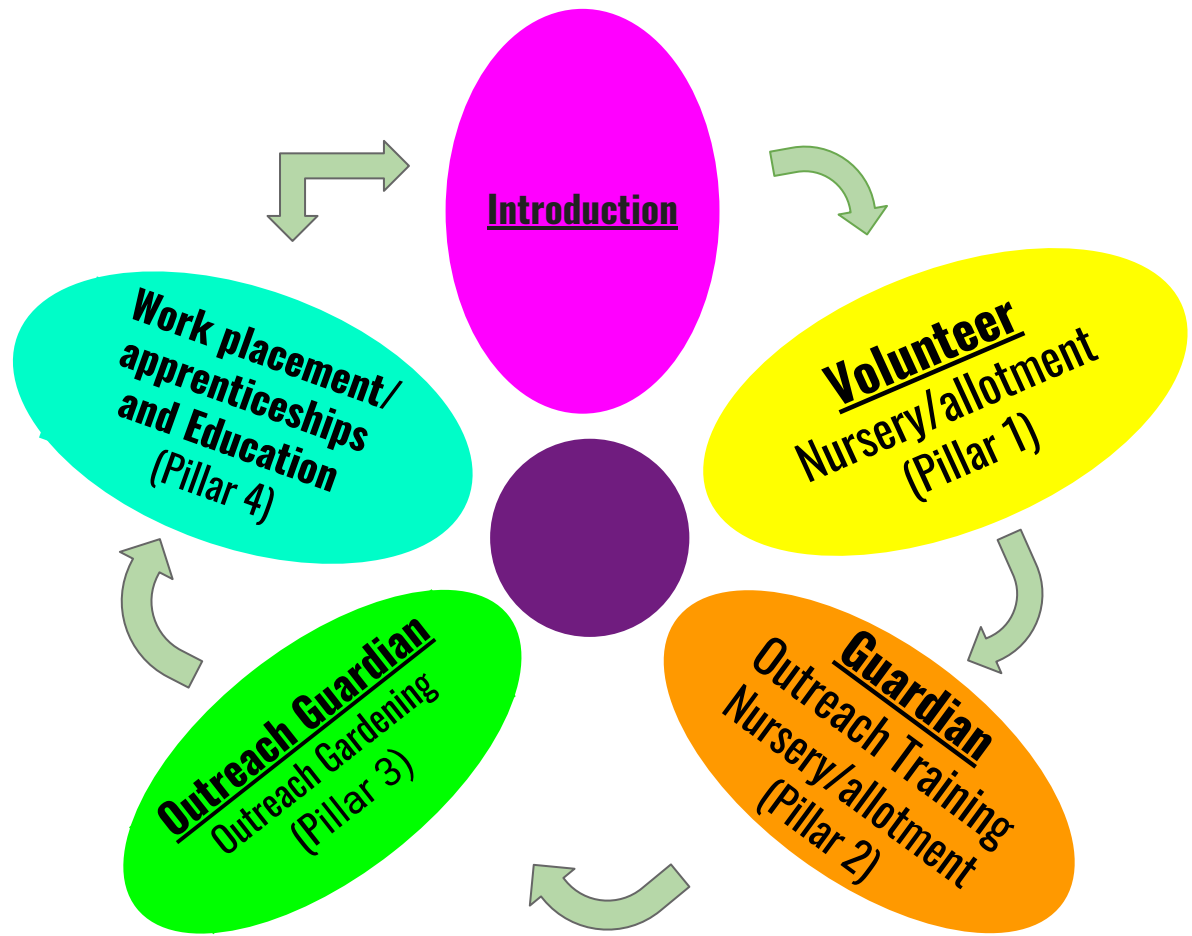 Introduction
Volunteer
Nursery/allotment
(Pillar 1)
Guardian
Outreach Training
Nursery/allotment
(Pillar 2)
Outreach Guardian
Outreach Gardening
(Pillar 3)
Work placement/
apprenticeships
and Education
(Pillar 4)